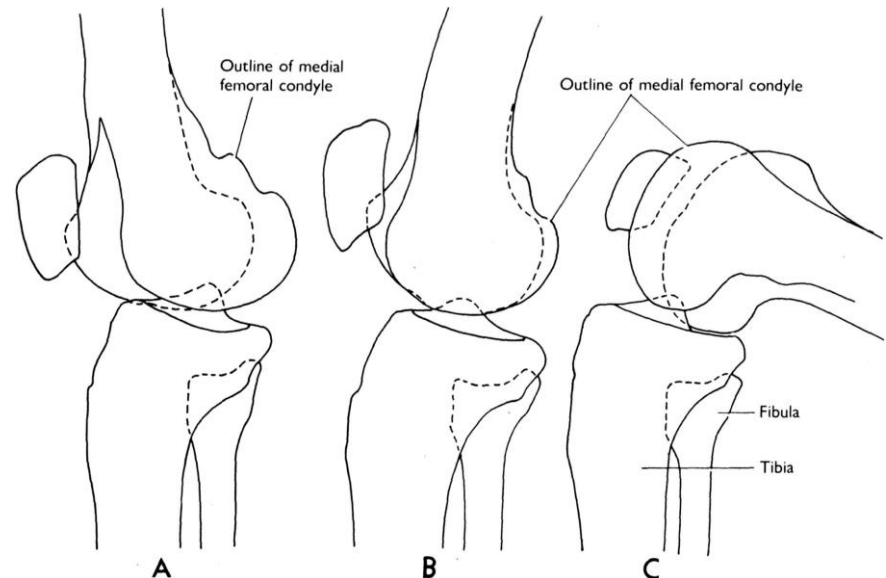 Outline of medial
femoral condyle
Outline of medial femoral condyle
Fibula
Tibia
A
B
C